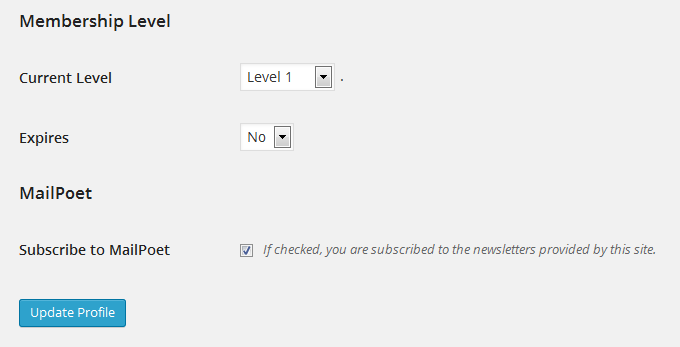 Membership Level
Current Level Level 1 .
Expires No
MailPoet
Subscribe to MailPoet If checked, you are subscribed to the newsletters provided by this site.
Update Profile